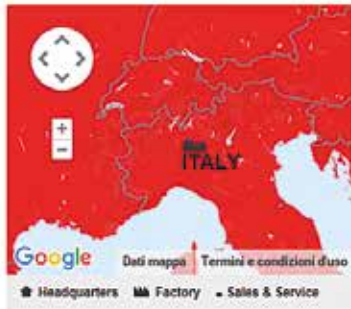 ITALY
Google Dati mappa Termini e condizioni d'uso
Headquarters Factory Sales & Service